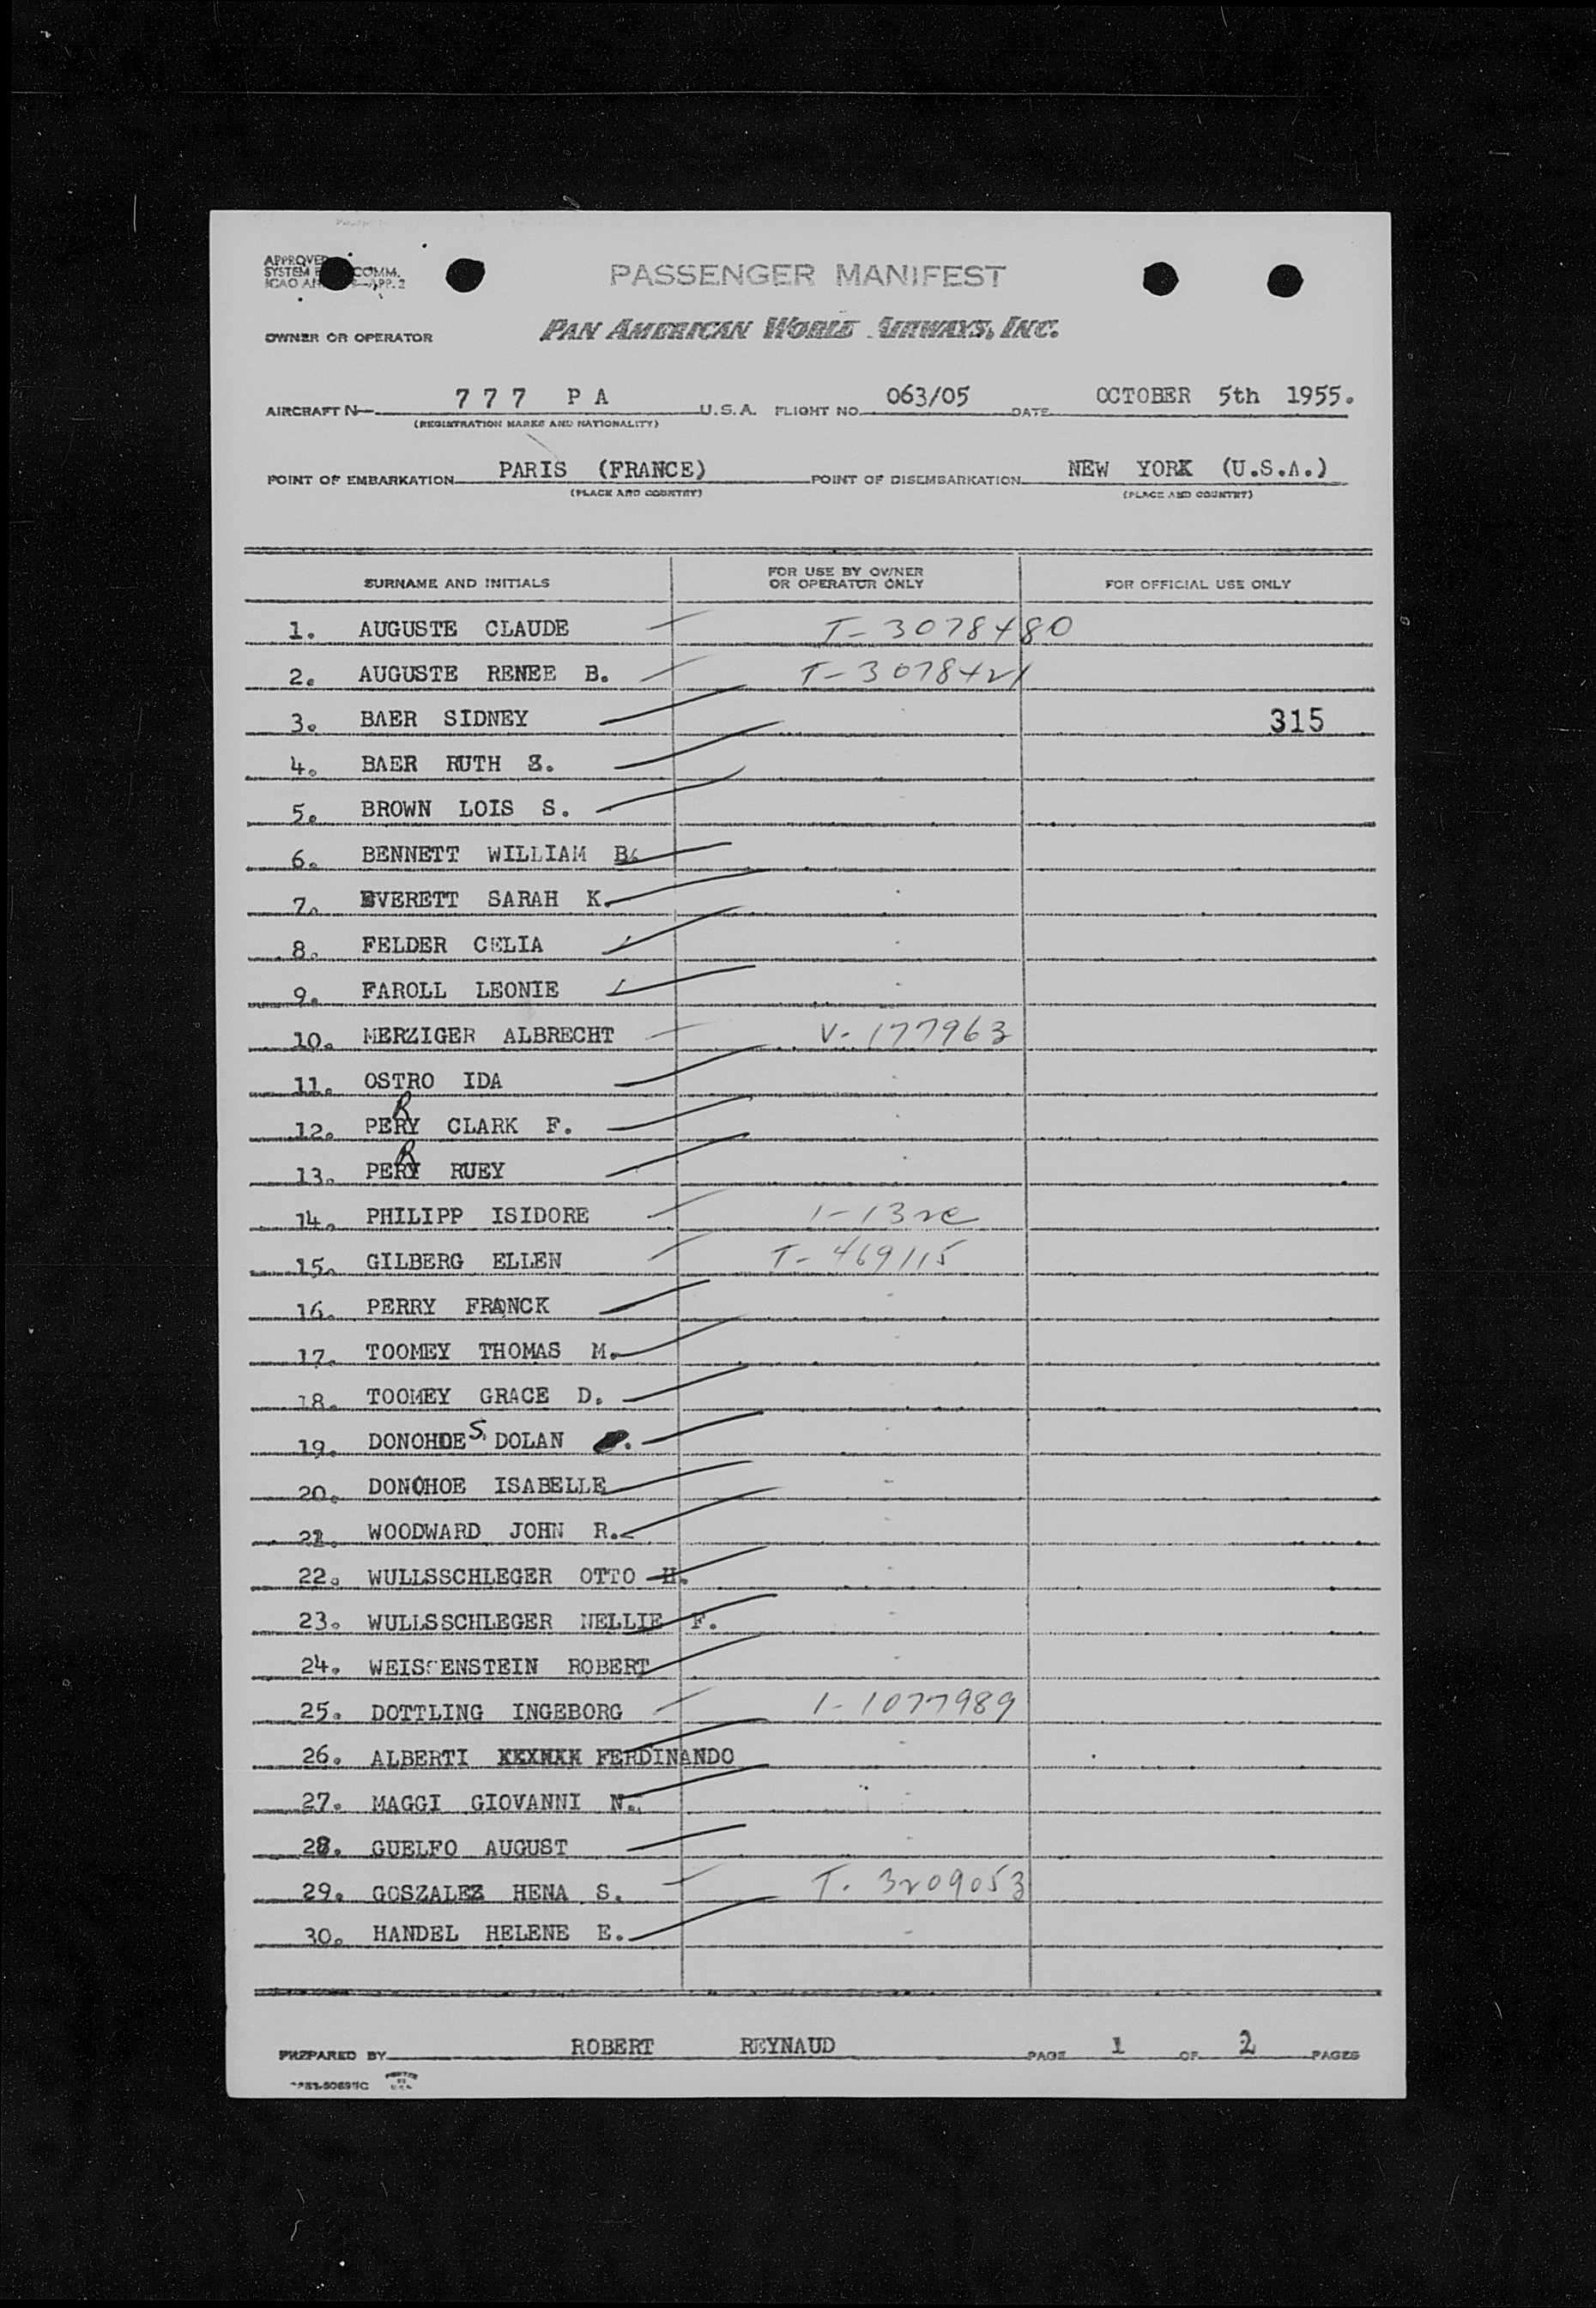 PASSENGER MANIFEST
APPROVED
SYSTEM COMM.
ICAO APP. 2
OWNER OR OPERATOR PAN AMERICAN WORLD AIRWAYS, INC.
AIRCRAFT N— 777 PA U.S.A. FLIGHT NO. 063/05 DATE OCTOBER 5th 1955.
(REGISTRATION MARKS AND NATIONALITY)
POINT OF EMBARKATION PARIS (FRANCE) POINT OF DISEMBARKATION NEW YORK (U.S.A.)
(PLACE AND COUNTRY) (PLACE AND COUNTRY)
SURNAME AND INITIALS FOR USE BY OWNER OR OPERATOR ONLY FOR OFFICIAL USE ONLY
1. AUGUSTE CLAUDE T-3078480
2. AUGUSTE RENEE B. T-3078421
3. BAER SIDNEY 315
4. BAER RUTH S.
5. BROWN LOIS S.
6. BENNETT WILLIAM B.
7. EVERETT SARAH K.
8. FELDER CELIA
9. FAROLL LEONIE
10. MERZIGER ALBRECHT V-177963
11. OSTRO IDA
12. PERRY CLARK F.
13. PERRY RUEY
14. PHILIPP ISIDORE
15. GILBERG ELLEN T-469115
16. PERRY FRANCK
17. TOOMEY THOMAS M.
18. TOOMEY GRACE D.
19. DONOHOE S. DOLAN
20. DONOHOE ISABELLE
21. WOODWARD JOHN R.
22. WULLSSCHLEGER OTTO H.
23. WULLSSCHLEGER NELLIE F.
24. WEISSENSTEIN ROBERT
25. DOTTLING INGEBORG 1-1077989
26. ALBERTI FERDINANDO
27. MAGGI GIOVANNI N.
28. GUELFO AUGUST
29. GOSZALEZ HENA S. T. 3209053
30. HANDEL HELENE E.
PREPARED BY ROBERT REYNAUD PAGE 1 OF 2 PAGES